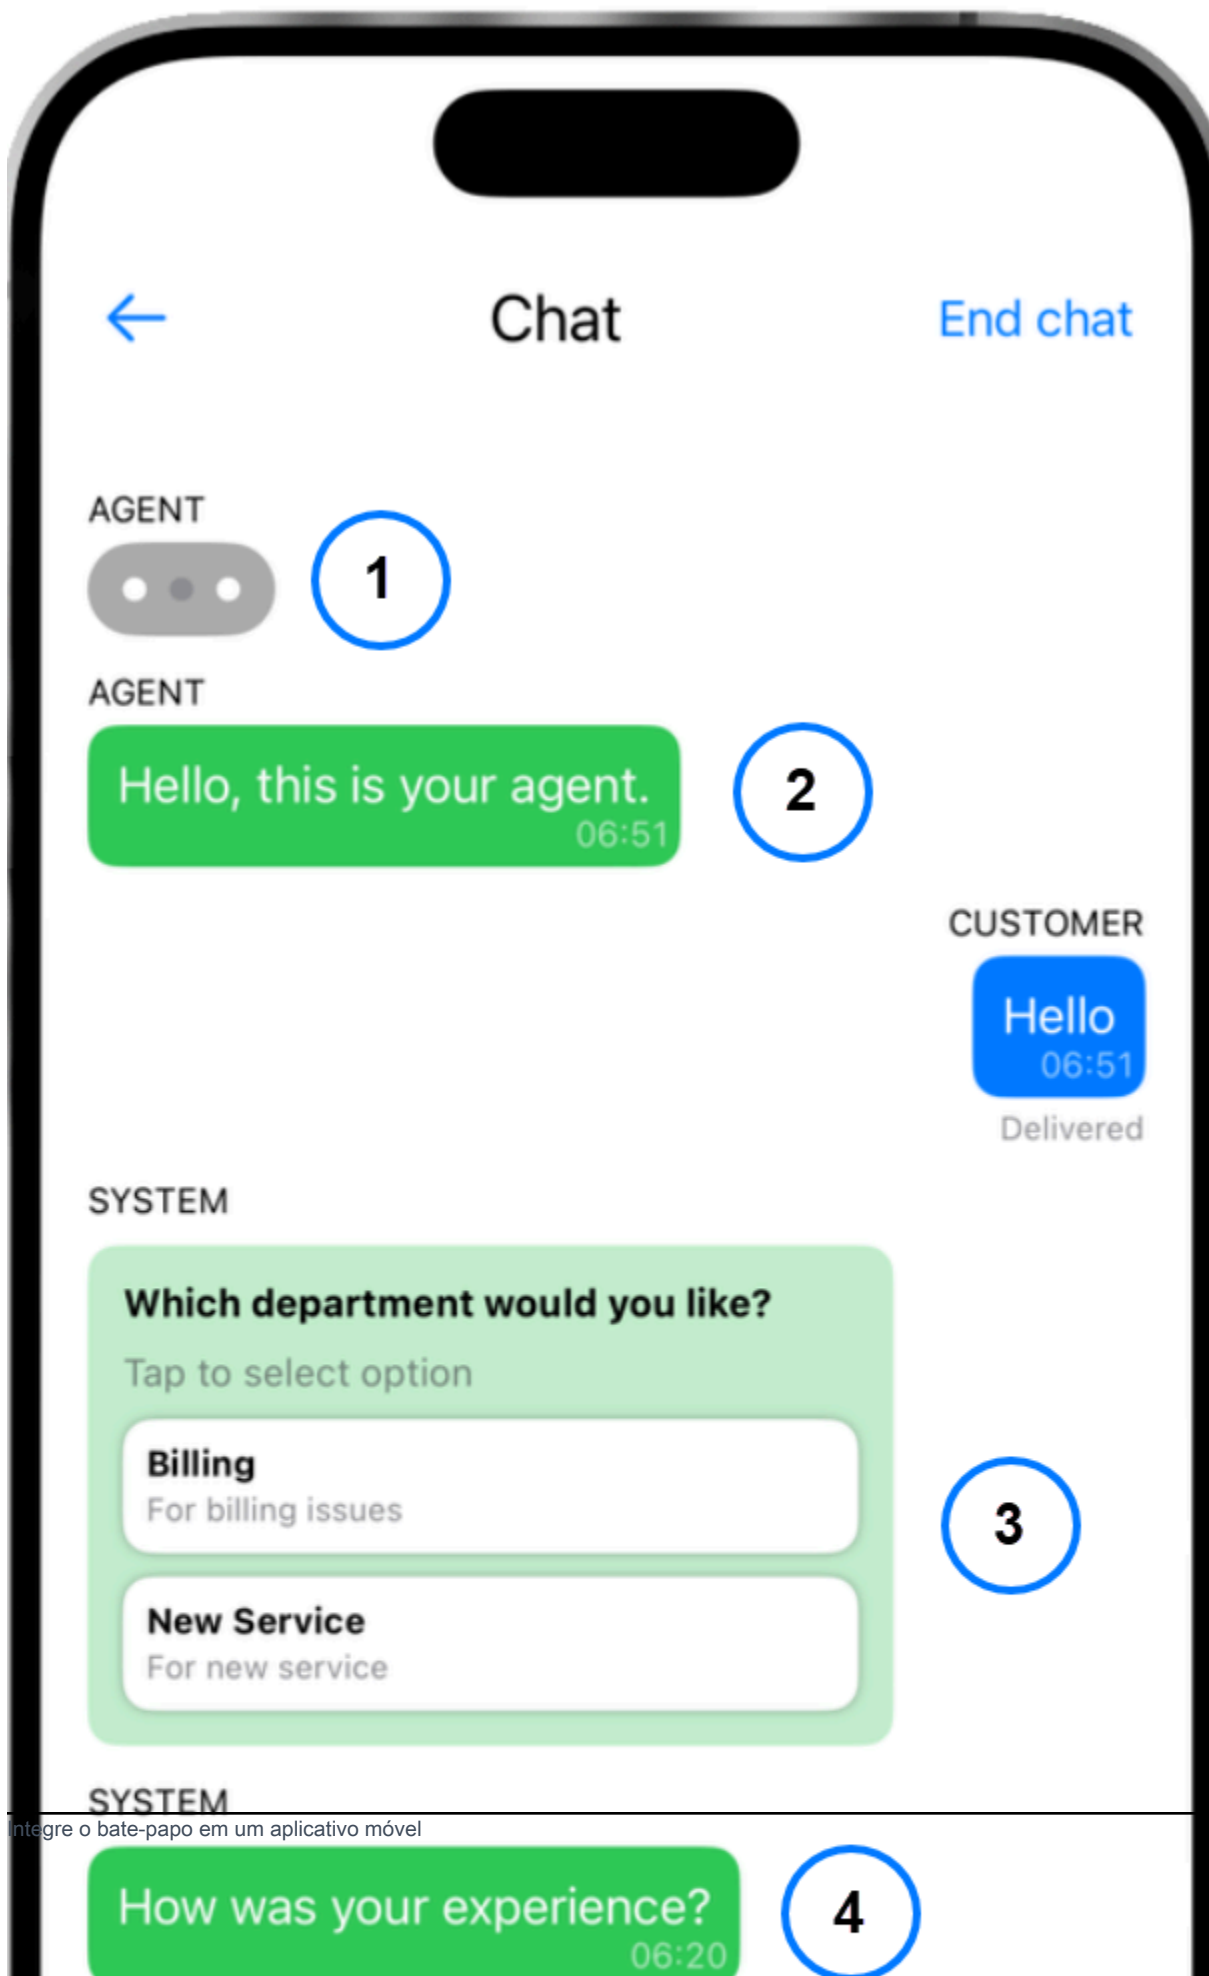 Chat
End chat
AGENT
1
AGENT
Hello, this is your agent.
06:51
2
CUSTOMER
Hello
06:51
Delivered
SYSTEM
Which department would you like?
Tap to select option
Billing
For billing issues
New Service
For new service
3
SYSTEM
Integre o bate-papo em um aplicativo móvel
How was your experience?
06:20
4